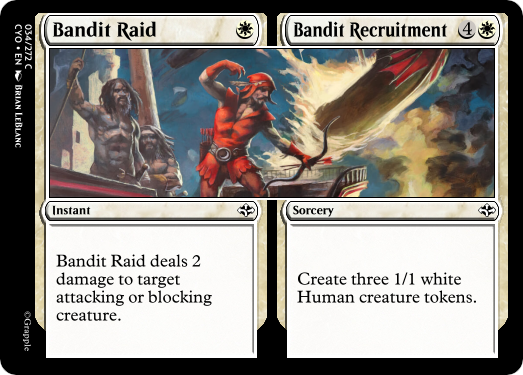 Bandit Raid
Instant
Bandit Raid deals 2
damage to target
attacking or blocking
creature.
Bandit Recruitment 4
Sorcery
Create three 1/1 white
Human creature tokens.
034/272 C
CYO • EN Brian LeBlanc
©Grapple